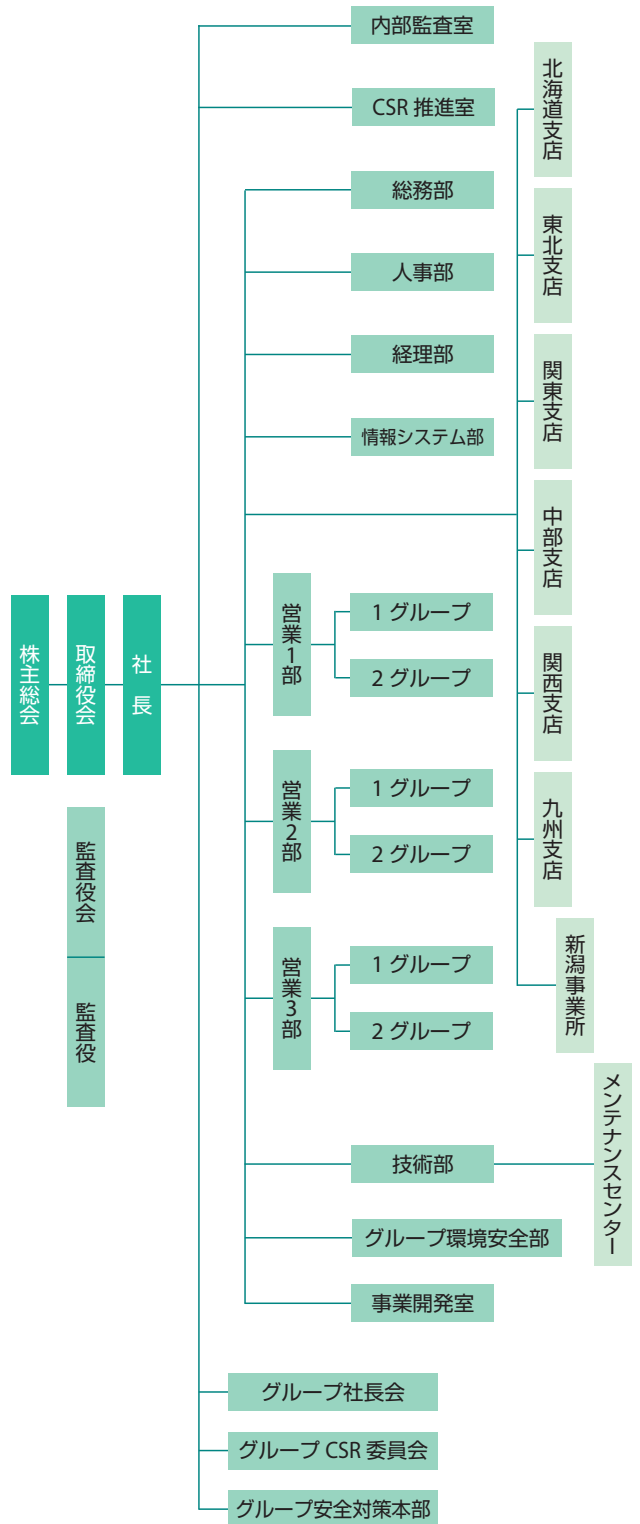 内部監査室
CSR 推進室
総務部
人事部
経理部
情報システム部
北海道支店
東北支店
関東支店
中部支店
関西支店
九州支店
新潟事業所
株主総会
取締役会
社長
監査役会
監査役
営業1部
1 グループ
2 グループ
営業2部
1 グループ
2 グループ
営業3部
1 グループ
2 グループ
技術部
メンテナンスセンター
グループ環境安全部
事業開発室
グループ社長会
グループ CSR 委員会
グループ安全対策本部